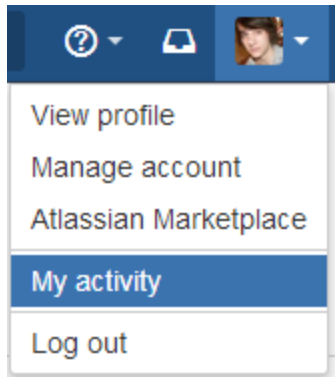 View profile
Manage account
Atlassian Marketplace
My activity
Log out